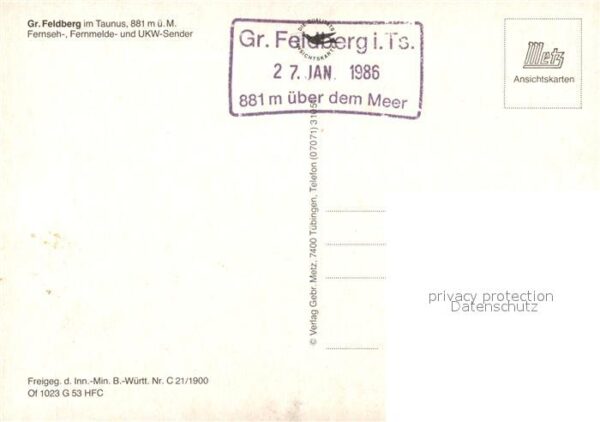 Gr. Feldberg im Taunus, 881 m ü. M.
Fernseh-, Fernmelde- und UKW-Sender
Gr. Feldberg i. Ts.
27. JAN. 1986
881 m über dem Meer
Metz
Ansichtskarten
© Verlag Gebr. Metz, 7400 Tübingen, Telefon (07071)
privacy protection
Datenschutz
Freigeg. d. Inn.-Min. B.-Württ. Nr. C 21/1900
Of 1023 G 53 HFC